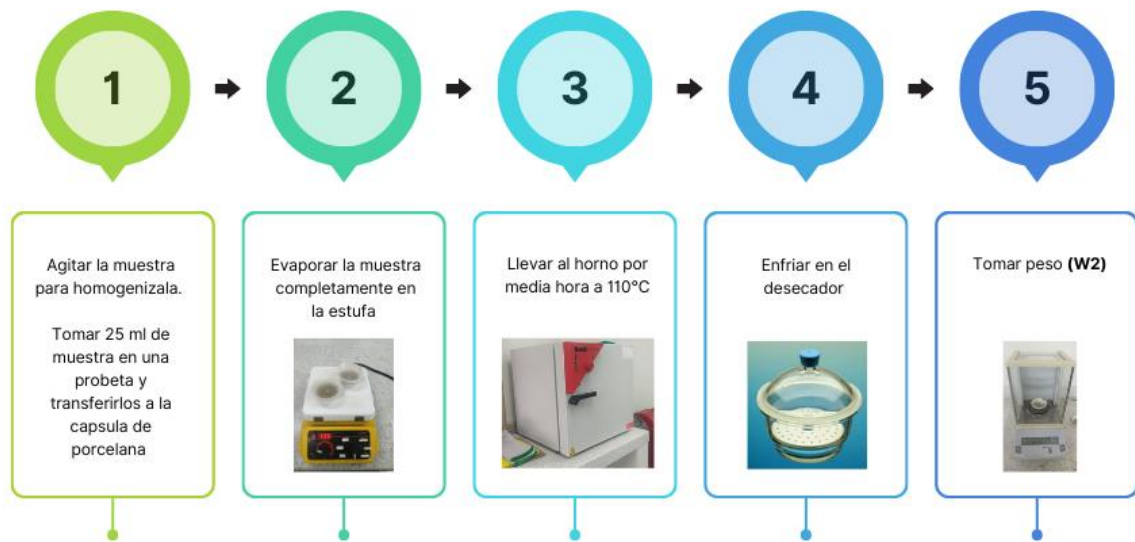 1
2
3
4
5
Agitar la muestra
para homogenizala.
Tomar 25 ml de
muestra en una
probeta y
transferirlos a la
capsula de
porcelana
Evaporar la muestra
completamente en
la estufa
Llevar al horno por
media hora a 110°C
Enfriar en el
desecador
Tomar peso (W2)